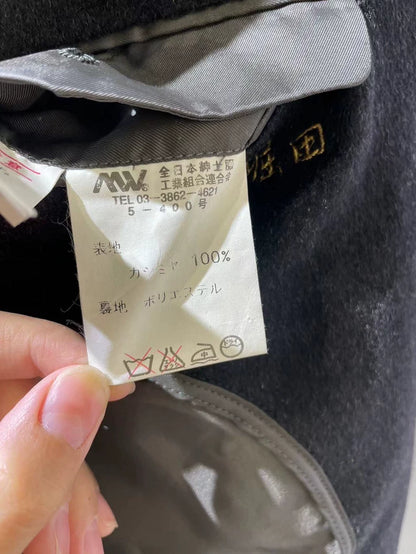 MW® 全日本紳士服
工業組合連合会
TEL 03-3862-4621
5-400号
表地
カシミヤ 100%
裏地 ポリエステル
堀田